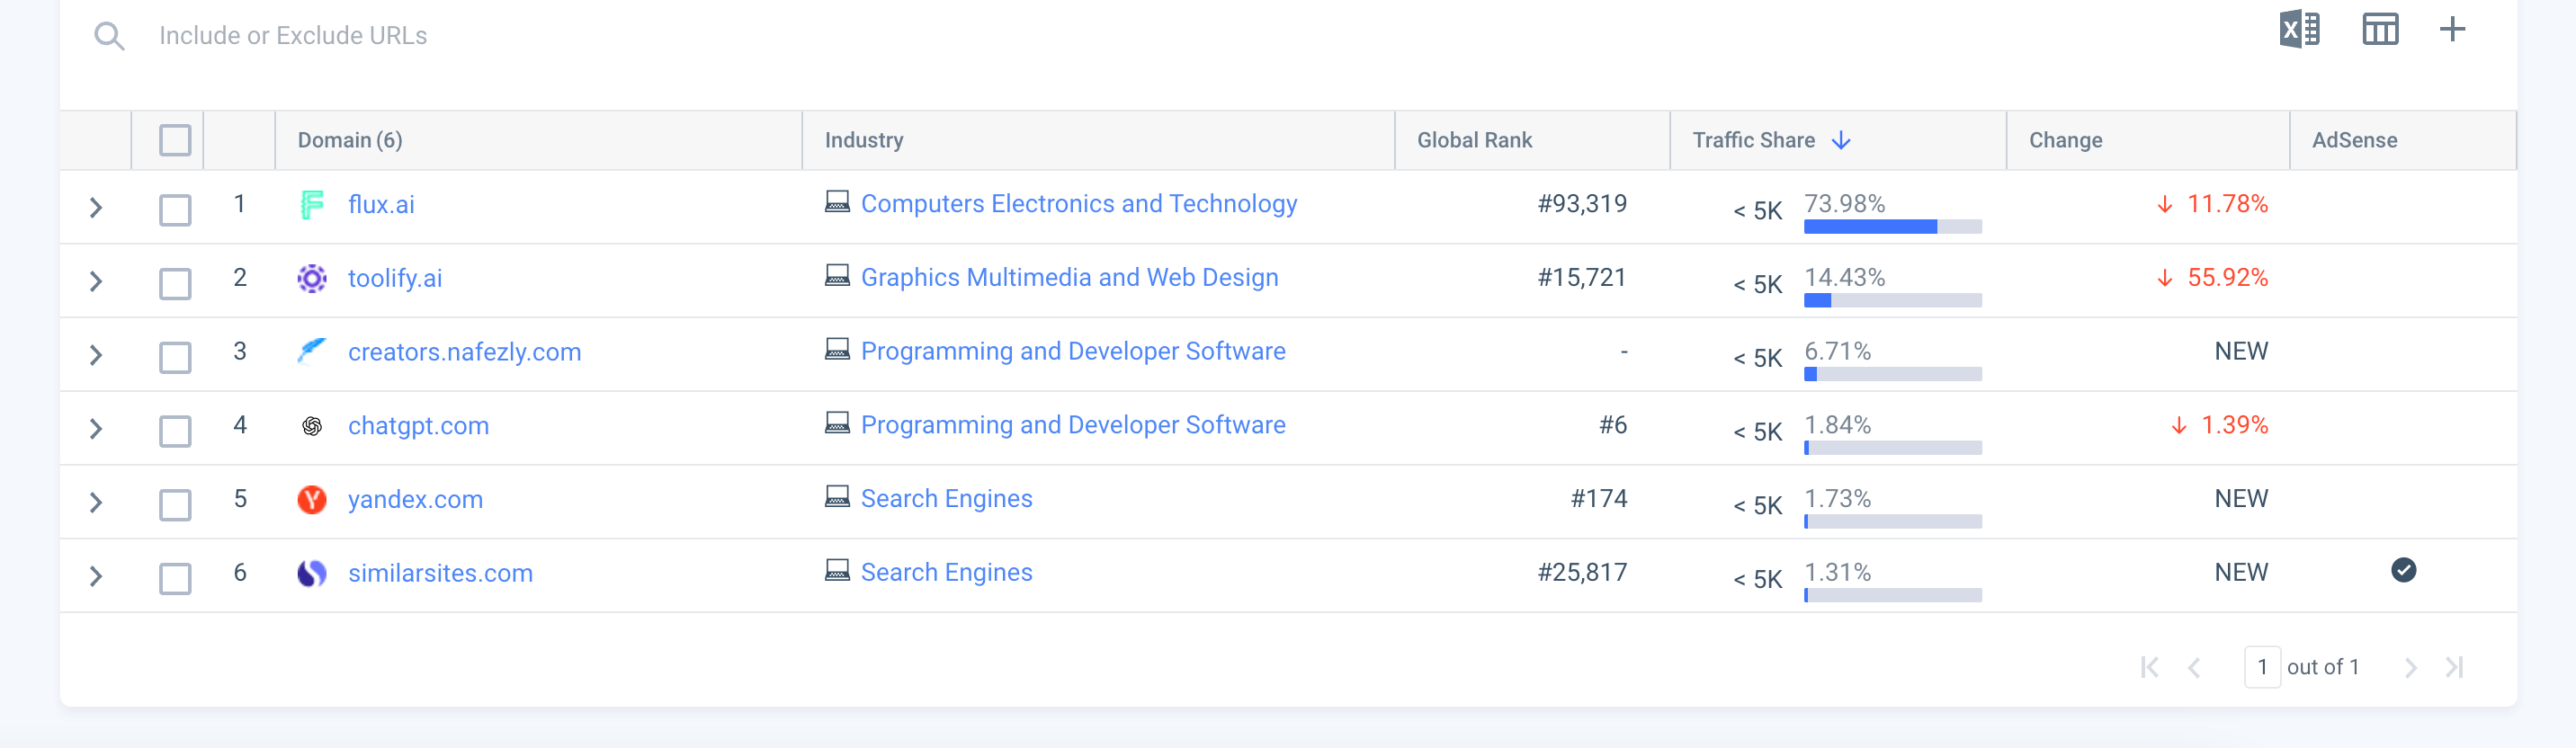 Include or Exclude URLs
Domain (6) Industry Global Rank Traffic Share Change AdSense
1 flux.ai Computers Electronics and Technology #93,319 < 5K 73.98% ↓ 11.78%
2 toolify.ai Graphics Multimedia and Web Design #15,721 < 5K 14.43% ↓ 55.92%
3 creators.nafezly.com Programming and Developer Software - < 5K 6.71% NEW
4 chatgpt.com Programming and Developer Software #6 < 5K 1.84% ↓ 1.39%
5 yandex.com Search Engines #174 < 5K 1.73% NEW
6 similarsites.com Search Engines #25,817 < 5K 1.31% NEW
1 out of 1